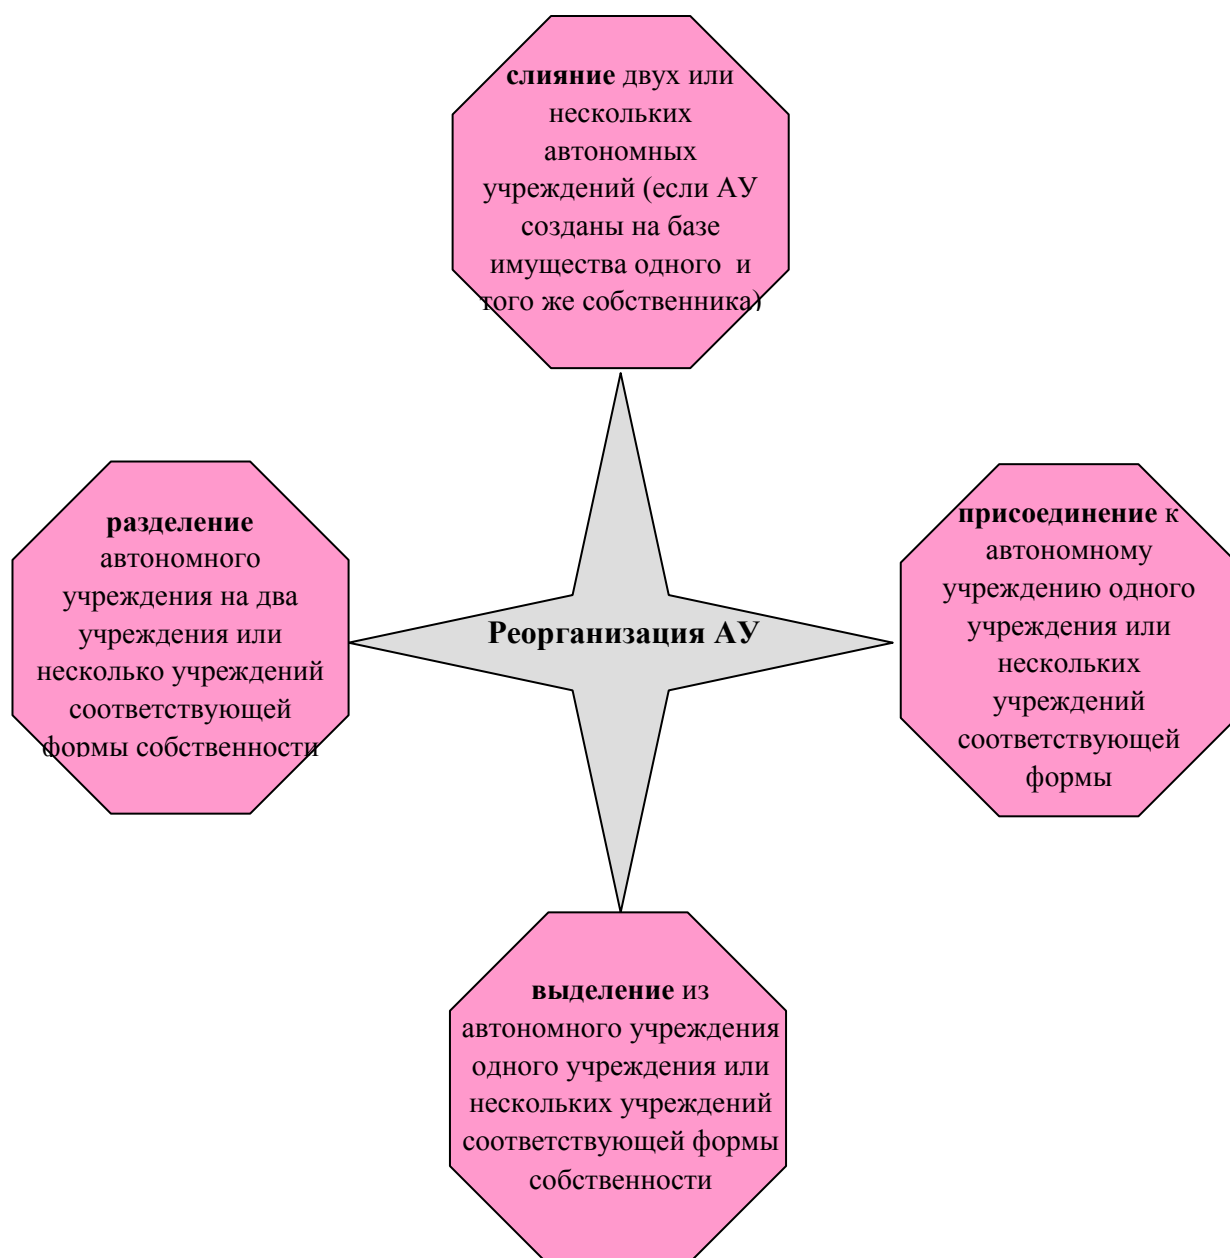 слияние двух или
нескольких
автономных
учреждений (если АУ
созданы на базе
имущества одного и
того же собственника)
разделение
автономного
учреждения на два
учреждения или
несколько учреждений
соответствующей
формы собственности
Реорганизация АУ
присоединение к
автономному
учреждению одного
учреждения или
нескольких
учреждений
соответствующей
формы
выделение из
автономного учреждения
одного учреждения или
нескольких учреждений
соответствующей формы
собственности